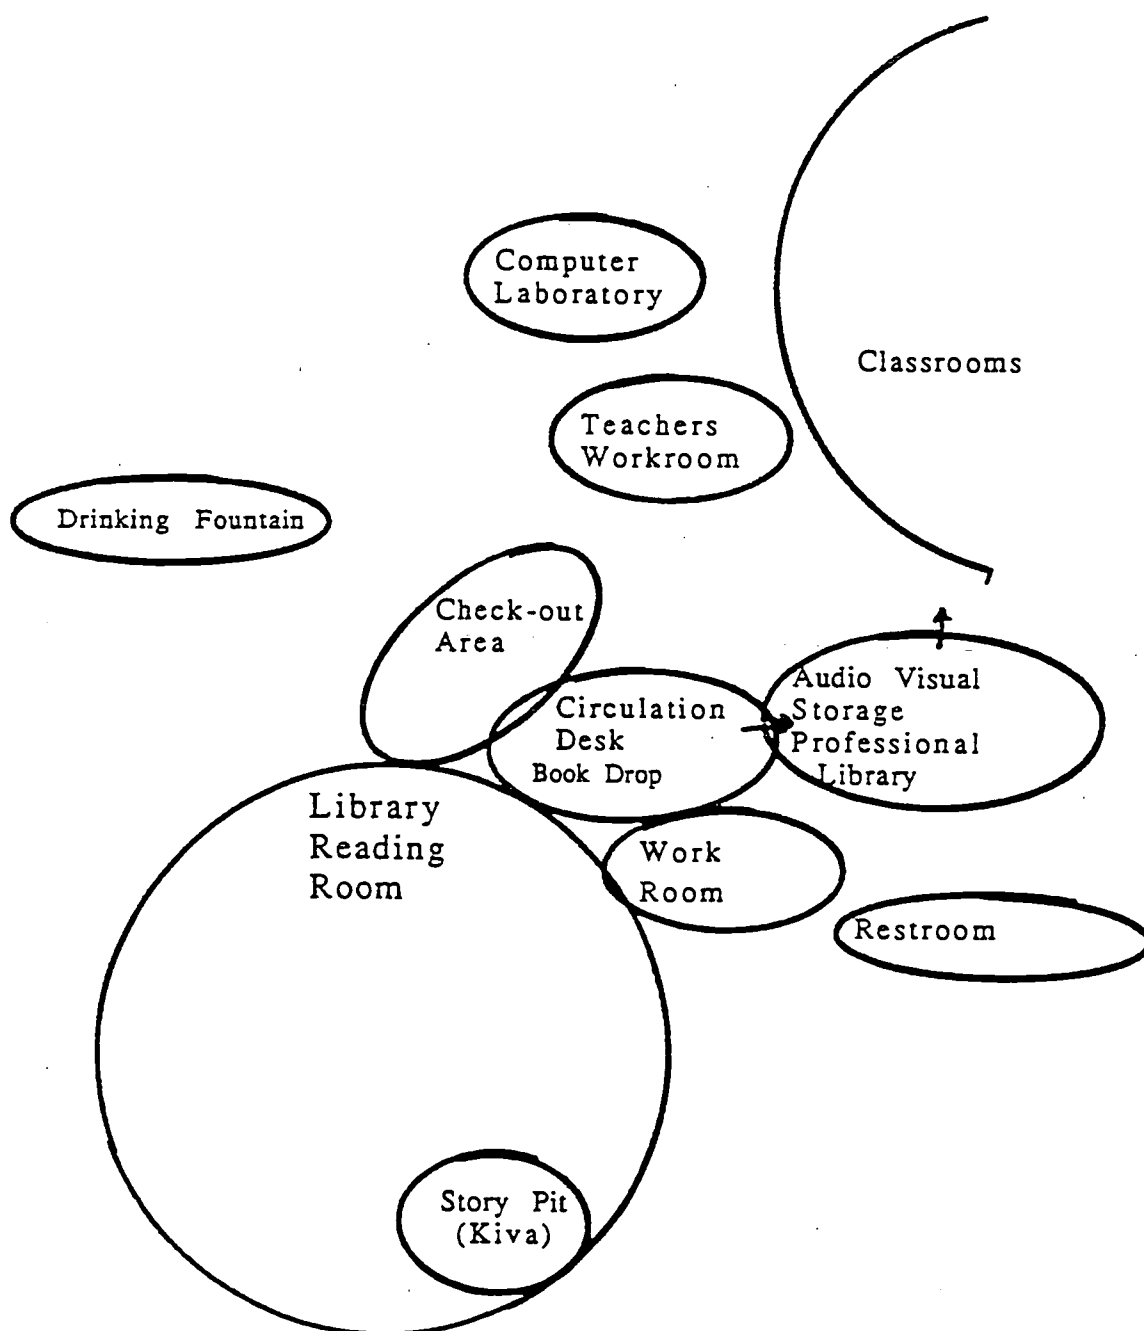 Computer
Laboratory
Classrooms
Teachers
Workroom
Drinking Fountain
Check-out
Area
Circulation
Desk
Book Drop
Audio Visual
Storage
Professional
Library
Library
Reading
Room
Work
Room
Restroom
Story Pit
(Kiva)